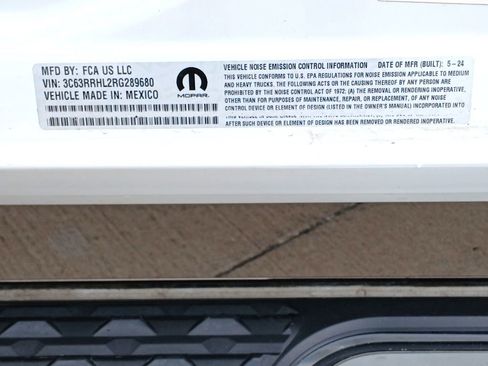 MFD BY: FCA US LLC
VIN: 3C63RRHL2RG289680
VEHICLE MADE IN: MEXICO
MOPAR
VEHICLE NOISE EMISSION CONTROL INFORMATION DATE OF MFR (BUILT): 5-24
THIS VEHICLE CONFORMS TO U.S. EPA REGULATIONS FOR NOISE EMISSION APPLICABLE TO MEDIUM
AND HEAVY TRUCKS. THE FOLLOWING ACTS OR THE CAUSING THEREOF BY ANY PERSON ARE
PROHIBITED BY THE NOISE CONTROL ACT OF 1972: (A) THE REMOVAL OR RENDERING INOPERATIVE,
OTHER THAN FOR PURPOSES OF MAINTENANCE, REPAIR, OR REPLACEMENT, OF ANY NOISE
CONTROL DEVICE OR ELEMENT OF DESIGN (LISTED IN THE OWNER'S MANUAL) INCORPORATED INTO
AFTER SUCH DEVICE OR ELEMENT OF DESIGN HAS BEEN REMOVED OR RENDERED INOPERATIVE.